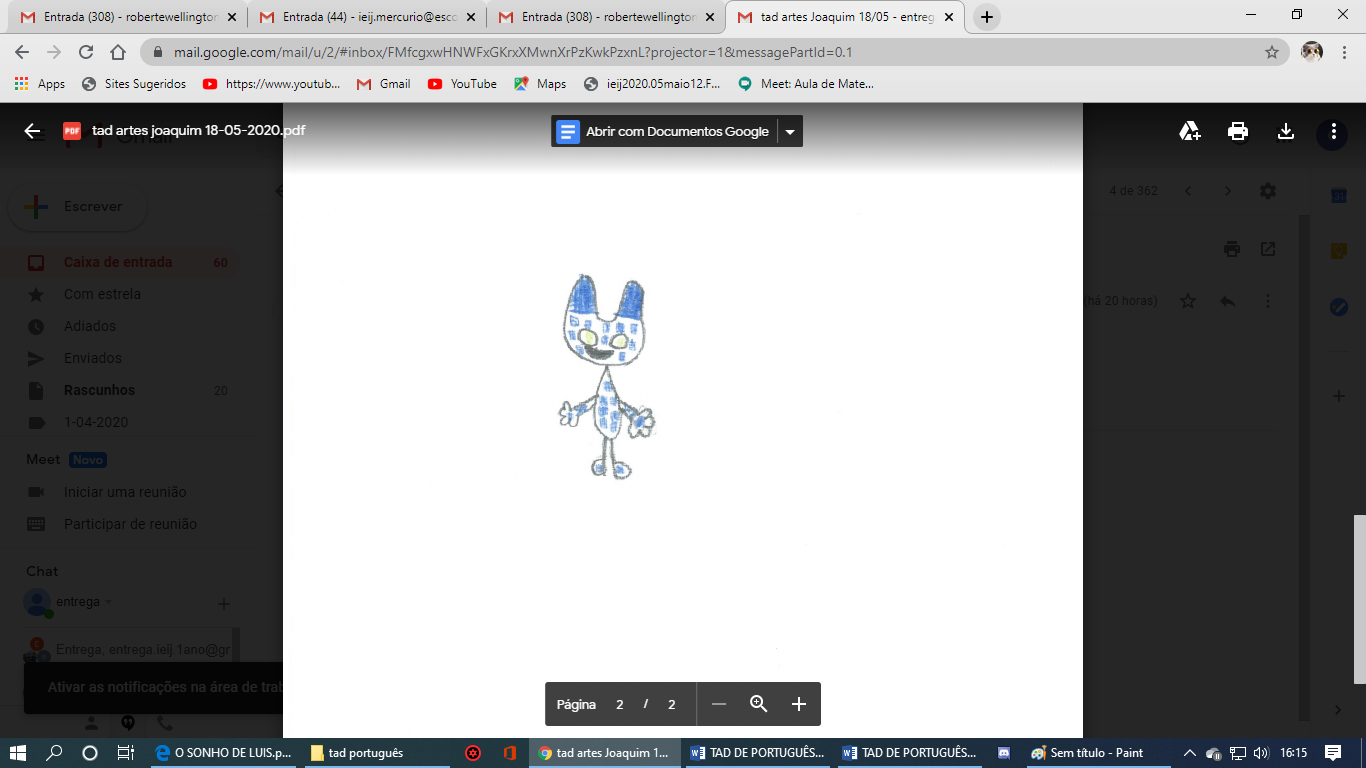 Entrada (308) - robertewellington
Entrada (44) - ieij.mercurio@esco
Entrada (308) - robertewellington
tad artes Joaquim 18/05 - entreg
mail.google.com/mail/u/2/#inbox/FMfcgxwHNWFxGKrxXMwnXrPzKwkPzxnL?projector=1&messagePartId=0.1
Apps
Sites Sugeridos
https://www.youtub...
Gmail
YouTube
Maps
ieij2020.05maio12.F...
Meet: Aula de Mate...
PDF
tad artes joaquim 18-05-2020.pdf
Abrir com Documentos Google
Escrever
4 de 362
Caixa de entrada 60
Com estrela
(há 20 horas)
Adiados
Enviados
Rascunhos 20
1-04-2020
Meet Novo
Iniciar uma reunião
Participar de reunião
Chat
entrega
Entrega, entrega.ieij.1ano@gr
Ativar as notificações na área de trab
Página 2 / 2
O SONHO DE LUIS.p...
tad português
tad artes Joaquim 1...
TAD DE PORTUGUÊS...
TAD DE PORTUGUÊS...
Sem título - Paint
16:15